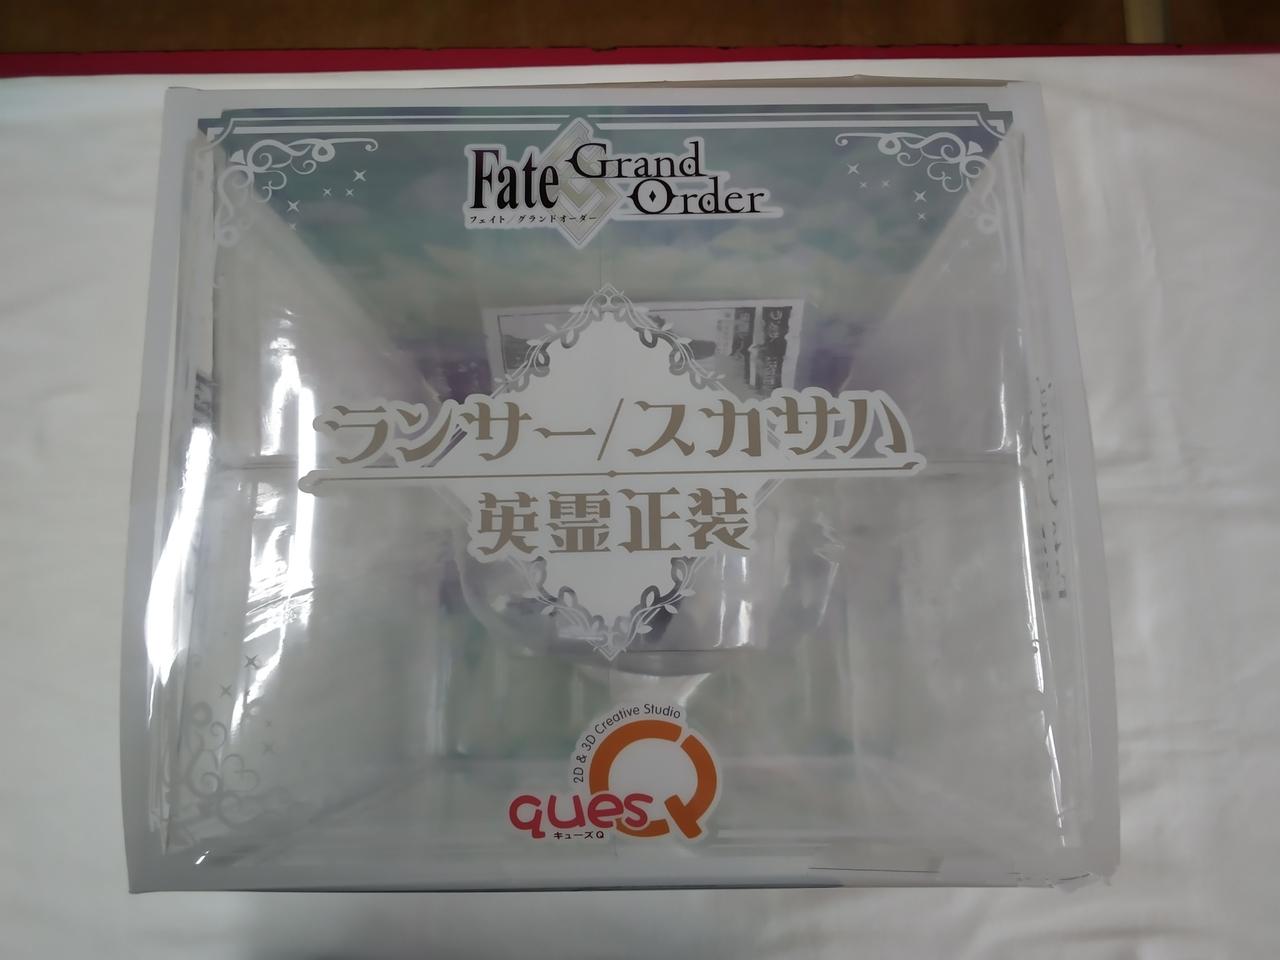 Fate Grand Order
フェイト/グランドオーダー
ランサー/スカサハ
英霊正装
2D & 3D Creative Studio
quesQ
キューズQ